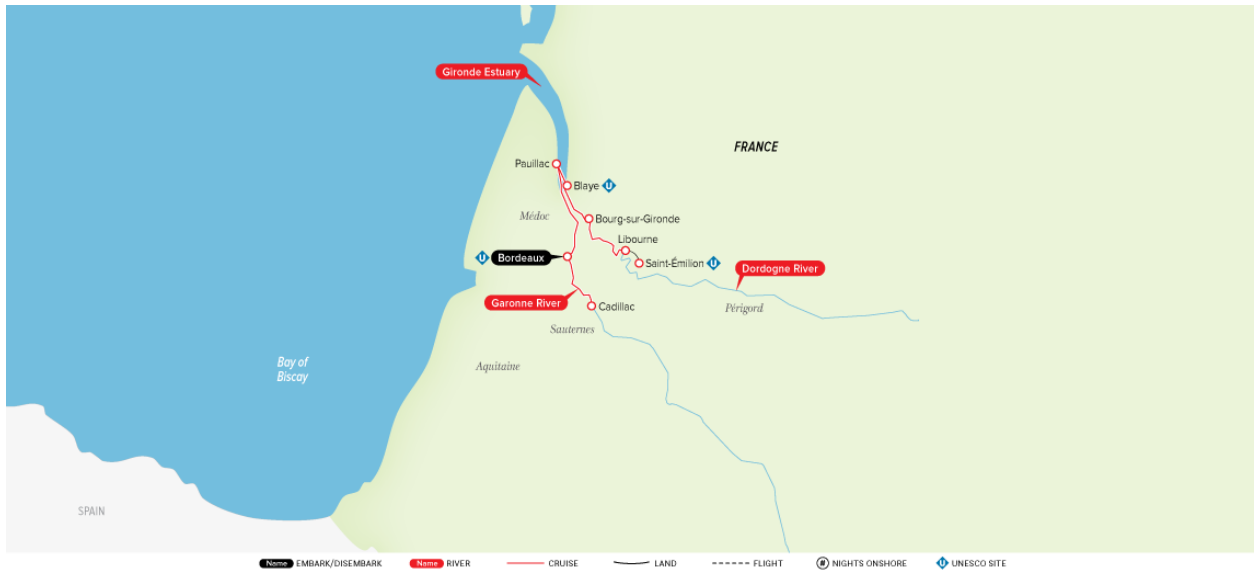 Gironde Estuary
FRANCE
Pauillac
Blaye U
Médoc
Bourg-sur-Gironde
Libourne
U Bordeaux
Saint-Émilion U
Dordogne River
Garonne River
Cadillac
Périgord
Sauternes
Bay of
Biscay
Aquitaine
SPAIN
Name EMBARK/DISEMBARK Name RIVER CRUISE LAND FLIGHT # NIGHTS ONSHORE U UNESCO SITE